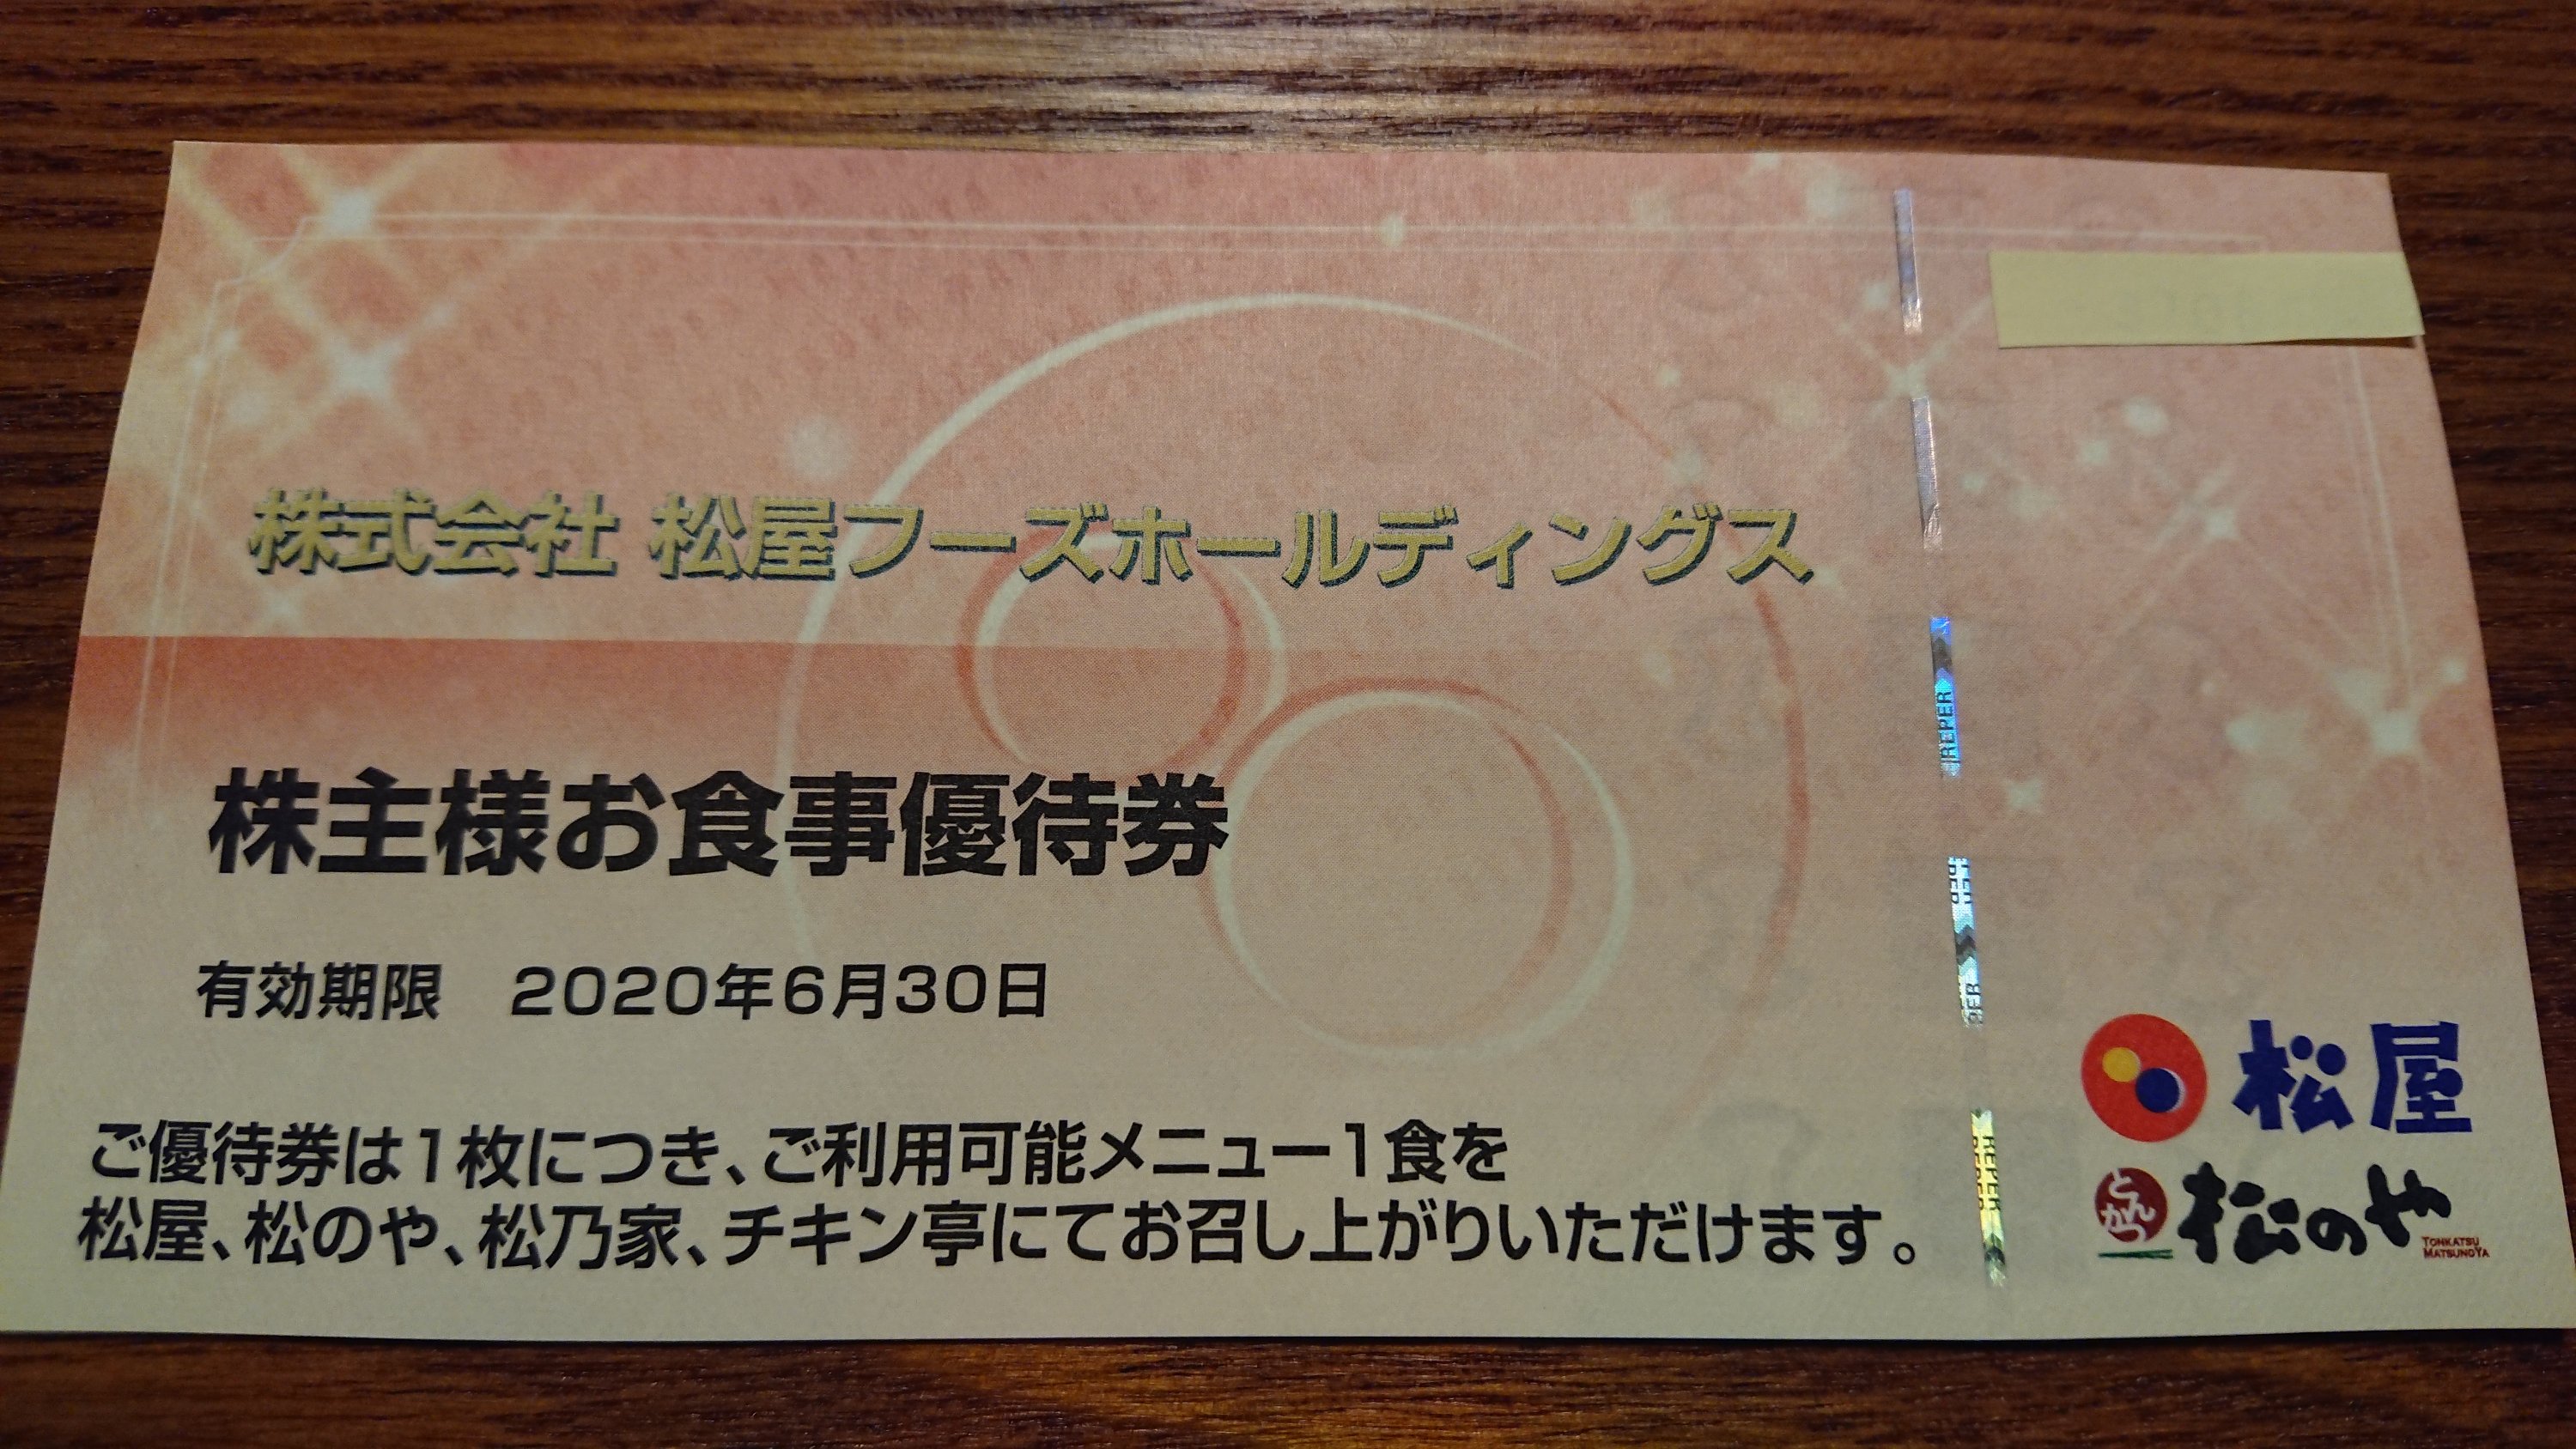 株式会社 松屋フーズホールディングス
株主様お食事優待券
有効期限 2020年6月30日
ご優待券は1枚につき、ご利用可能メニュー1食を
松屋、松のや、松乃家、チキン亭にてお召し上がりいただけます。
松屋
とんかつ 松のや
TONKATSU
MATSUNOYA